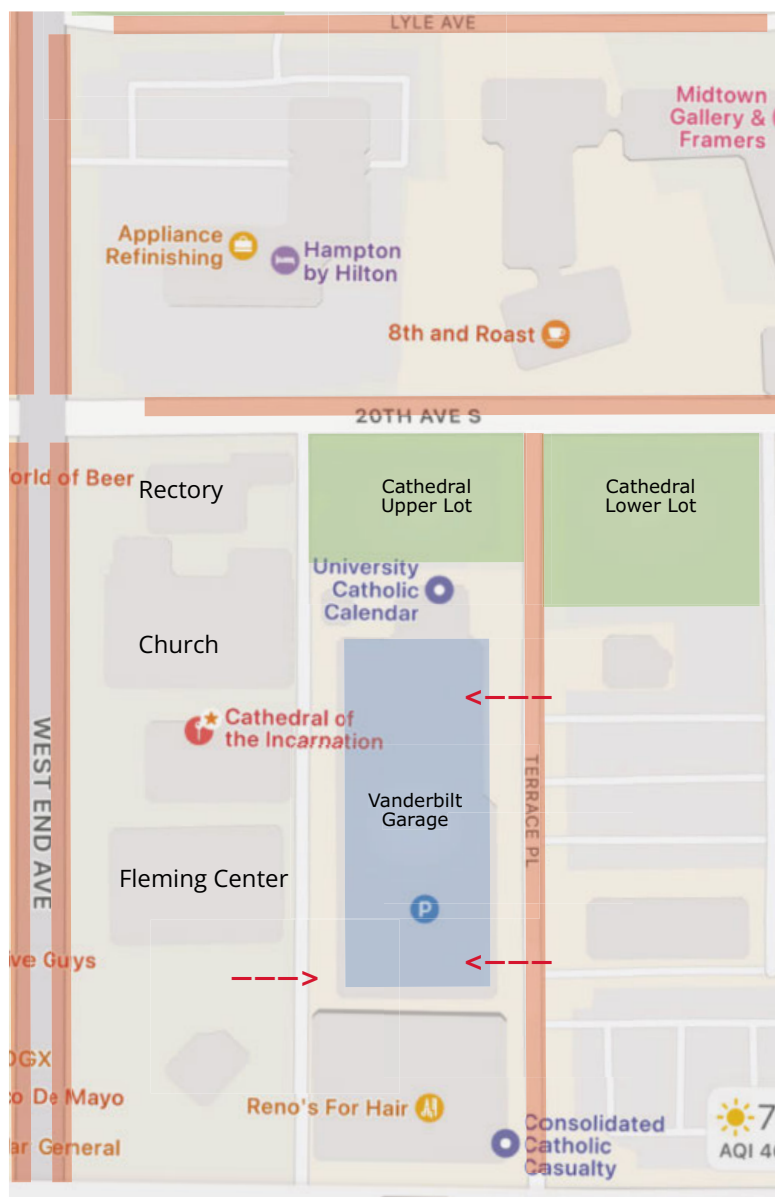 LYLE AVE
Midtown
Gallery &
Framers
Appliance
Refinishing
Hampton
by Hilton
8th and Roast
20TH AVE S
orld of Beer
Rectory
Cathedral
Upper Lot
Cathedral
Lower Lot
University
Catholic
Calendar
Church
Cathedral of
the Incarnation
WEST END AVE
TERRACE PL
Vanderbilt
Garage
Fleming Center
P
ive Guys
OGX
o De Mayo
Reno's For Hair
lar General
Consolidated
Catholic
Casualty
7
AQI 4